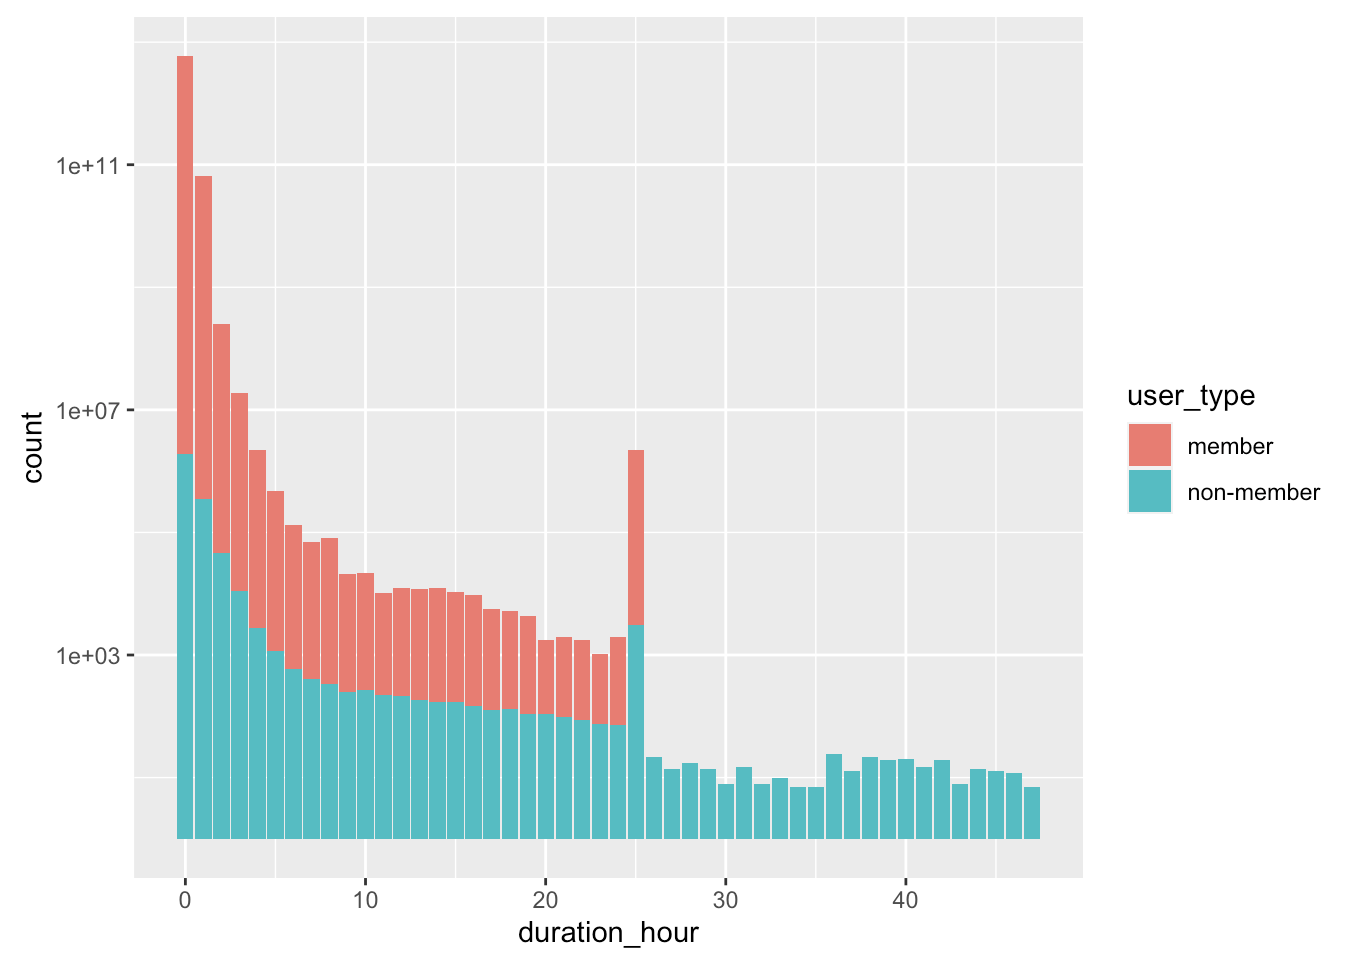 1e+11
1e+07
1e+03
count
0 10 20 30 40
duration_hour
user_type
member
non-member